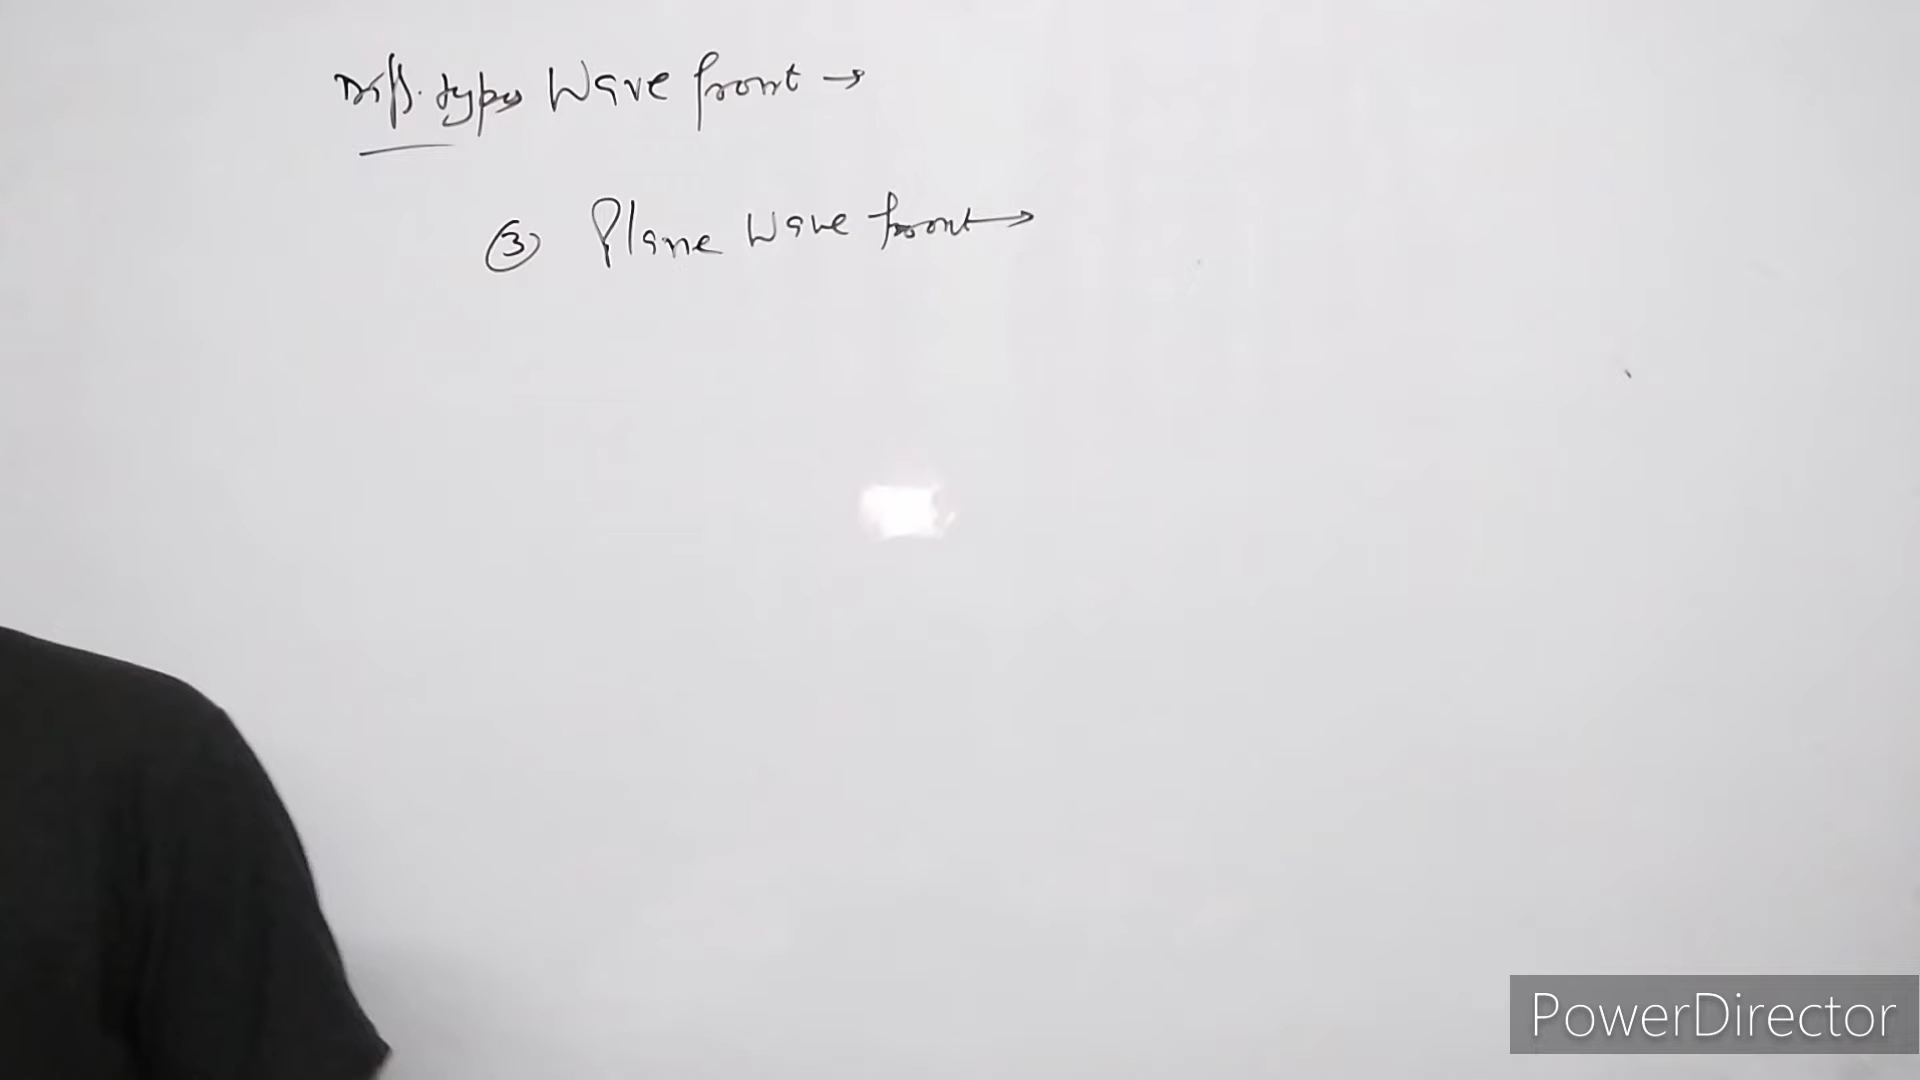 Diff. types Wave front →
③ Plane Wave front →
PowerDirector